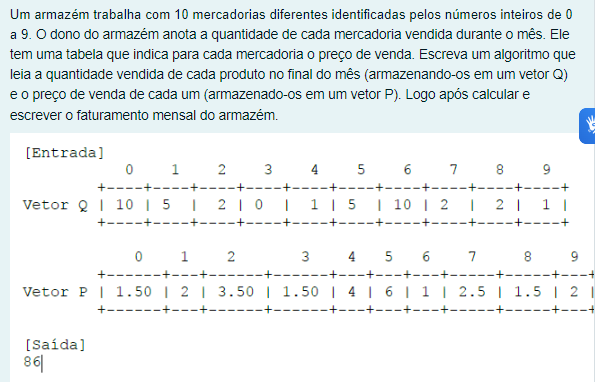 Um armazém trabalha com 10 mercadorias diferentes identificadas pelos números inteiros de 0
a 9. O dono do armazém anota a quantidade de cada mercadoria vendida durante o mês. Ele
tem uma tabela que indica para cada mercadoria o preço de venda. Escreva um algoritmo que
leia a quantidade vendida de cada produto no final do mês (armazenando-os em um vetor Q)
e o preço de venda de cada um (armazenado-os em um vetor P). Logo após calcular e
escrever o faturamento mensal do armazém.
[Entrada]
0 1 2 3 4 5 6 7 8 9
+----+----+----+----+----+----+----+----+----+----+
Vetor Q | 10 | 5 | 2 | 0 | 1 | 5 | 10 | 2 | 2 | 1 |
+----+----+----+----+----+----+----+----+----+----+
0 1 2 3 4 5 6 7 8 9
+------+---+------+------+---+---+---+-----+-----+---+
Vetor P | 1.50 | 2 | 3.50 | 1.50 | 4 | 6 | 1 | 2.5 | 1.5 | 2 |
+------+---+------+------+---+---+---+-----+-----+---+
[Saída]
86